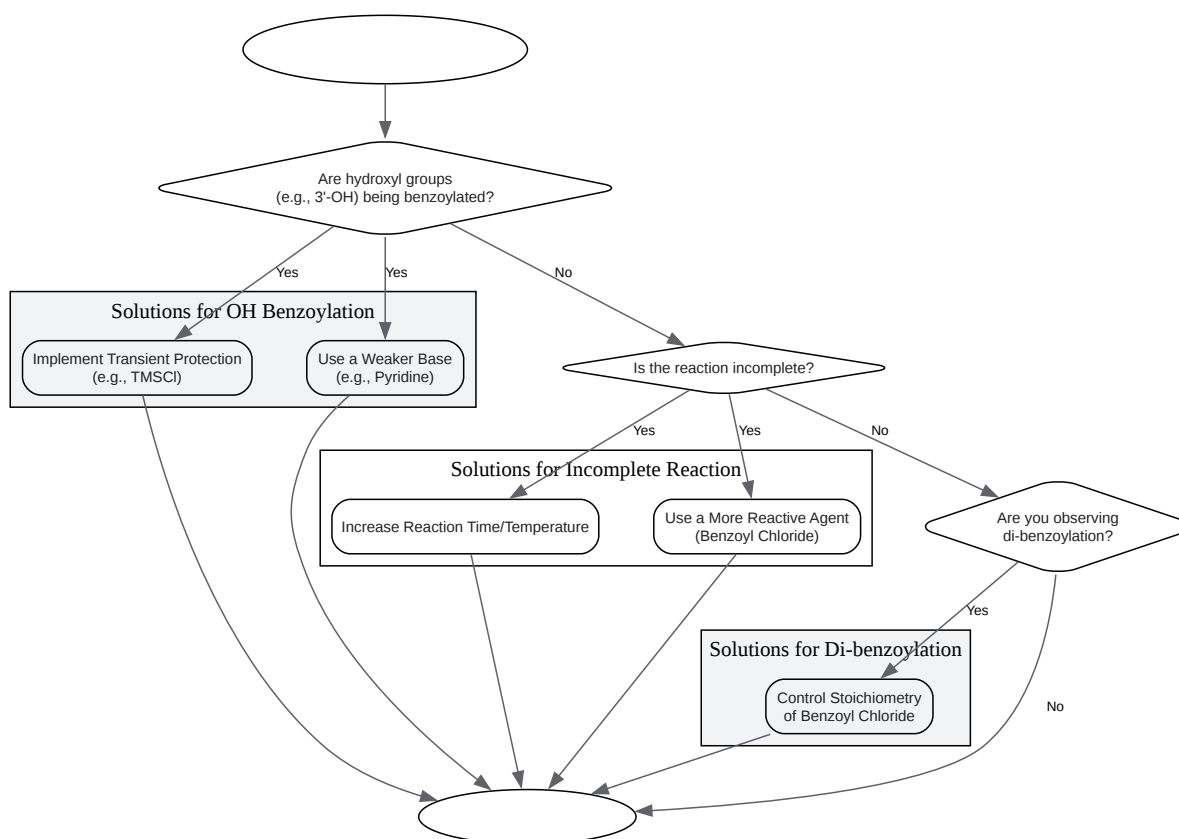 Are hydroxyl groups
(e.g., 3'-OH) being benzoylated?
Yes
Yes
No
Solutions for OH Benzoylation
Implement Transient Protection
(e.g., TMSCl)
Use a Weaker Base
(e.g., Pyridine)
Is the reaction incomplete?
Yes
Yes
No
Solutions for Incomplete Reaction
Increase Reaction Time/Temperature
Use a More Reactive Agent
(Benzoyl Chloride)
Are you observing
di-benzoylation?
Yes
No
Solutions for Di-benzoylation
Control Stoichiometry
of Benzoyl Chloride